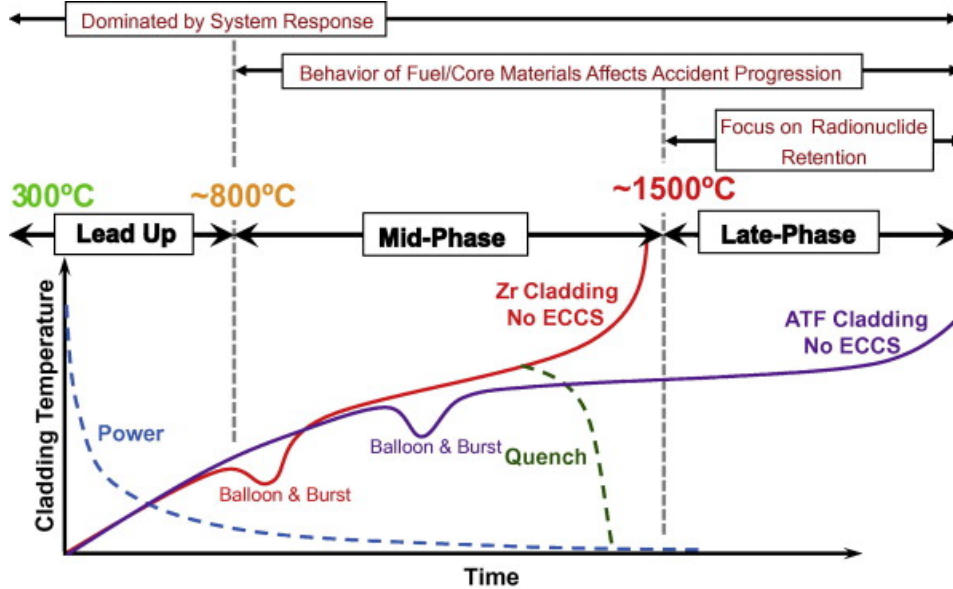 Dominated by System Response
Behavior of Fuel/Core Materials Affects Accident Progression
Focus on Radionuclide
Retention
300ºC
~800ºC
~1500ºC
Lead Up
Mid-Phase
Late-Phase
Zr Cladding
No ECCS
ATF Cladding
No ECCS
Cladding Temperature
Power
Balloon & Burst
Balloon & Burst
Quench
Time